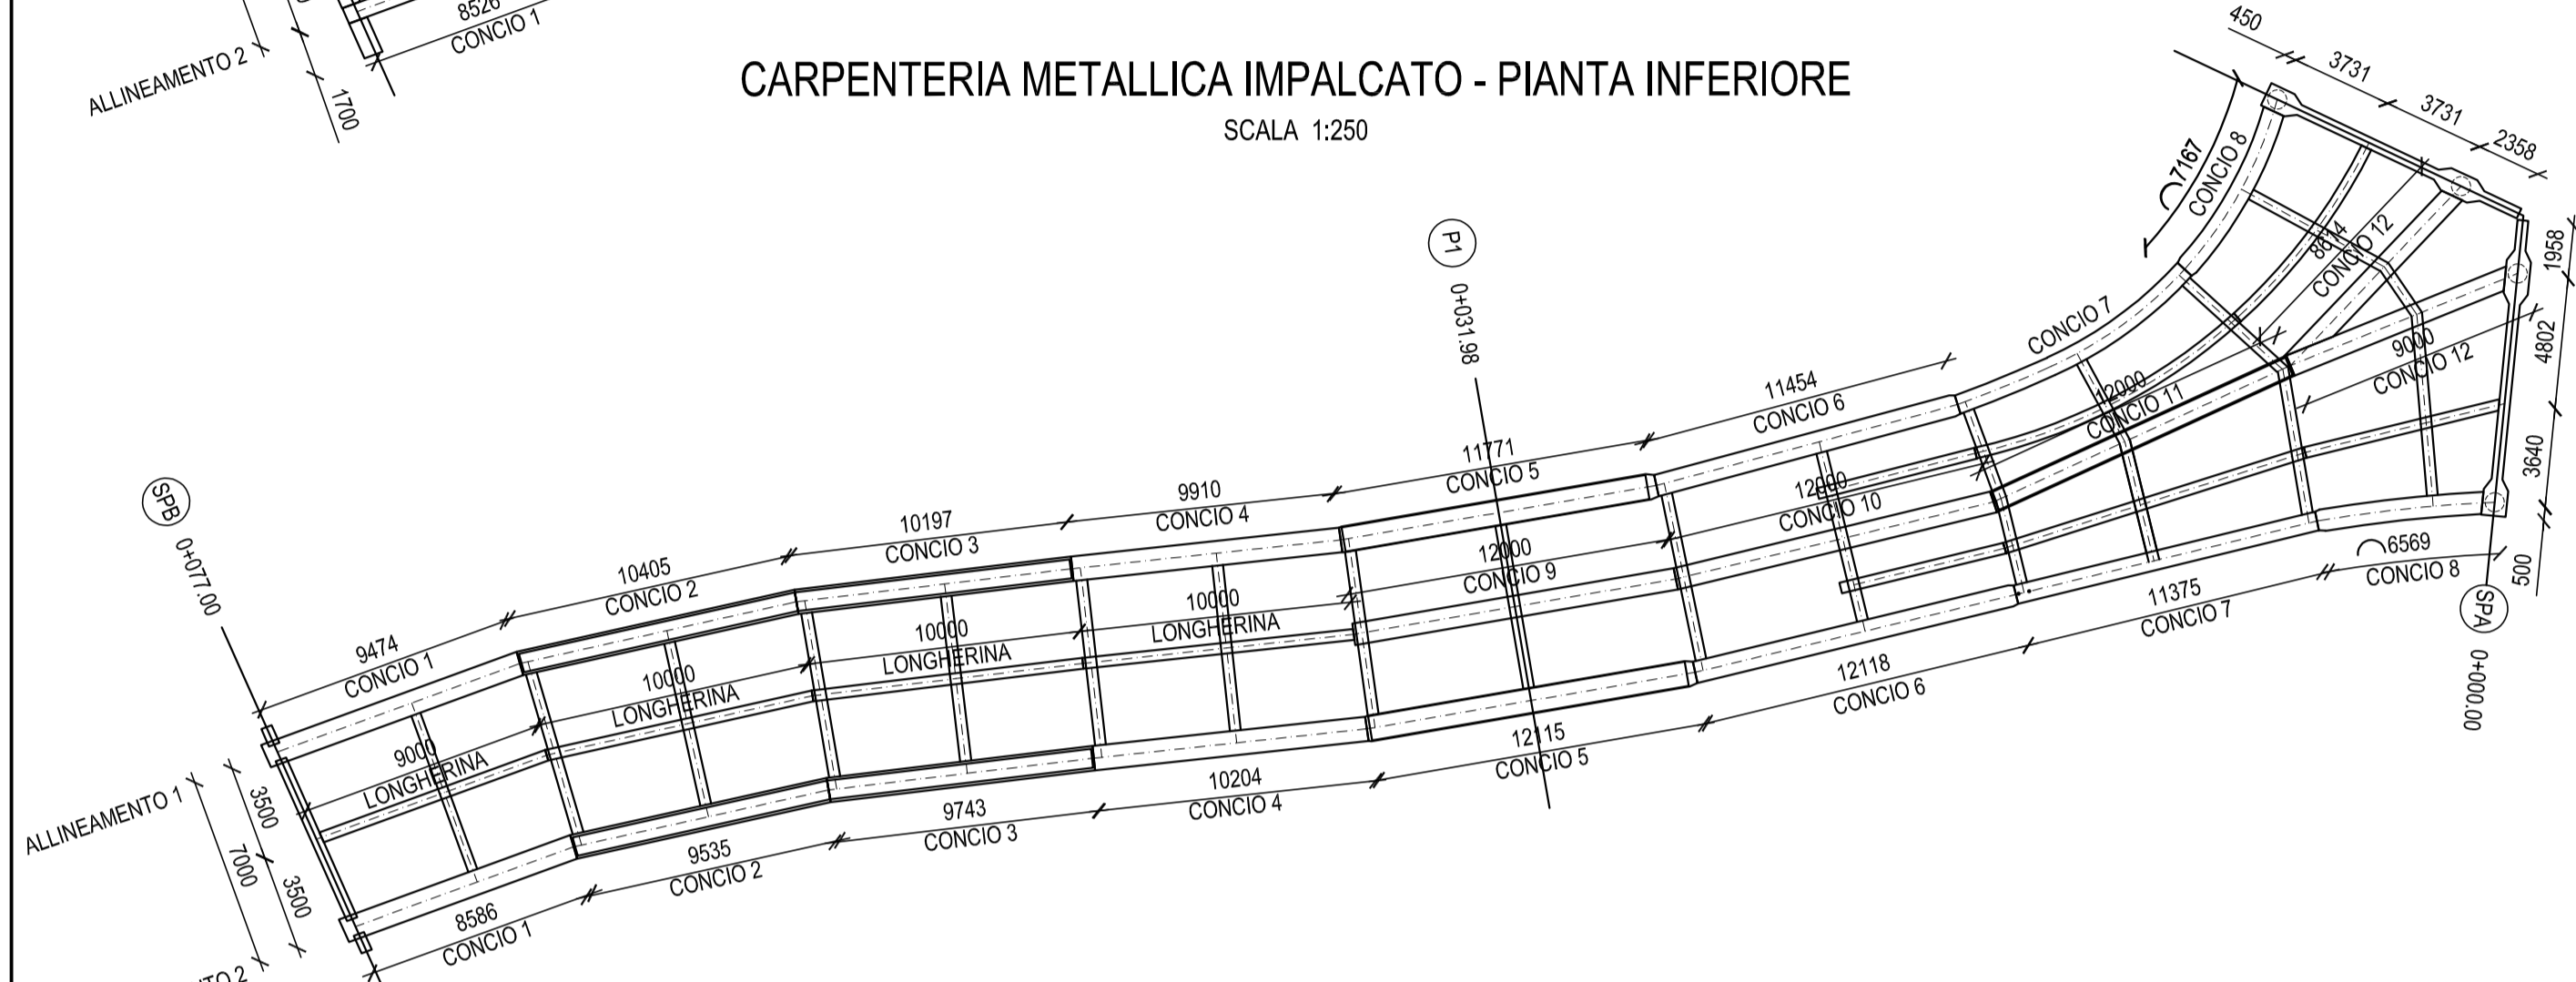 8526
CONCIO 1
ALLINEAMENTO 2
1700
CARPENTERIA METALLICA IMPALCATO - PIANTA INFERIORE
SCALA 1:250
450
3731
3731
2358
7167
CONCIO 8
8614
CONCIO 12
1958
4802
3640
500
P1
0+031.98
CONCIO 7
9000
CONCIO 12
12000
CONCIO 11
11454
CONCIO 6
11771
CONCIO 5
12000
CONCIO 10
SPB
0+077.00
9910
CONCIO 4
10197
CONCIO 3
10405
CONCIO 2
9474
CONCIO 1
12000
CONCIO 9
10000
LONGHERINA
10000
LONGHERINA
10000
LONGHERINA
9000
LONGHERINA
6569
CONCIO 8
SPA
0+000.00
11375
CONCIO 7
12118
CONCIO 6
12115
CONCIO 5
10204
CONCIO 4
9743
CONCIO 3
9535
CONCIO 2
8586
CONCIO 1
ALLINEAMENTO 1
3500
7000
3500